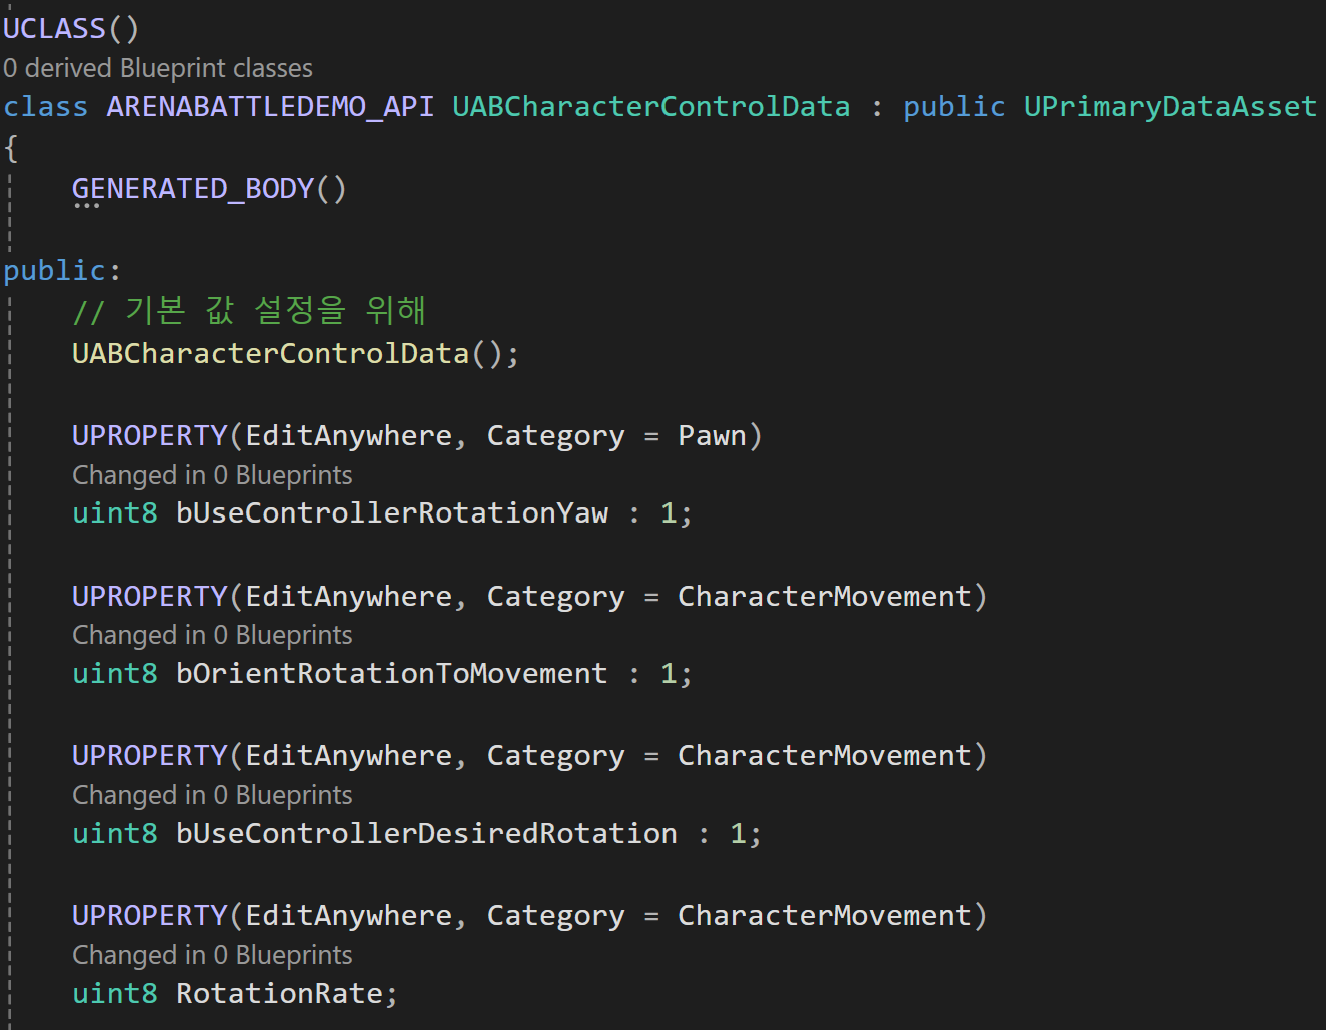 UCLASS()
0 derived Blueprint classes
class ARENABATTLEDEMO_API UABCharacterControlData : public UPrimaryDataAsset
{
GENERATED_BODY()
public:
// 기본 값 설정을 위해
UABCharacterControlData();
UPROPERTY(EditAnywhere, Category = Pawn)
Changed in 0 Blueprints
uint8 bUseControllerRotationYaw : 1;
UPROPERTY(EditAnywhere, Category = CharacterMovement)
Changed in 0 Blueprints
uint8 bOrientRotationToMovement : 1;
UPROPERTY(EditAnywhere, Category = CharacterMovement)
Changed in 0 Blueprints
uint8 bUseControllerDesiredRotation : 1;
UPROPERTY(EditAnywhere, Category = CharacterMovement)
Changed in 0 Blueprints
uint8 RotationRate;